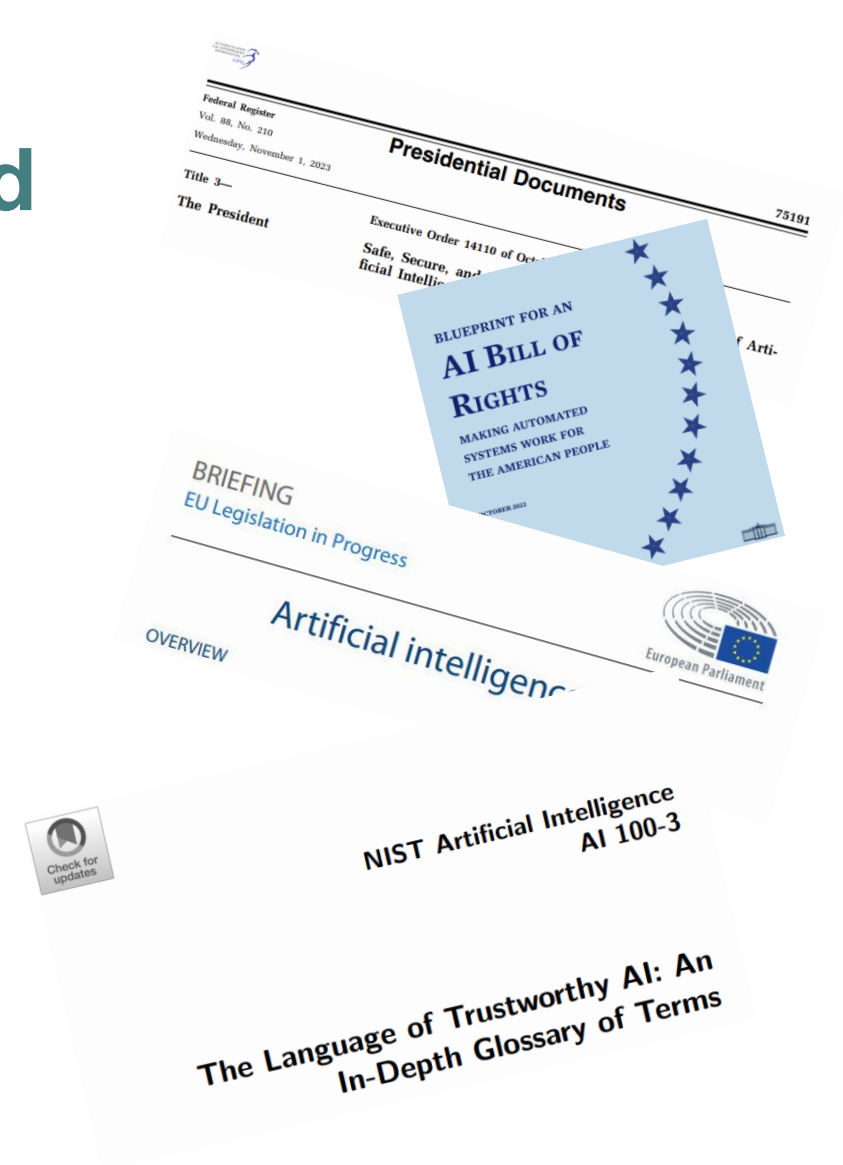 d
Federal Register
Vol. 88, No. 210
Wednesday, November 1, 2023
Presidential Documents
75191
Title 3—
The President
Executive Order 14110 of Oct
Safe, Secure, and
f Arti-
ficial Intellig
BLUEPRINT FOR AN
AI BILL OF
RIGHTS
MAKING AUTOMATED
SYSTEMS WORK FOR
THE AMERICAN PEOPLE
OCTOBER 2022
BRIEFING
EU Legislation in Progress
European Parliament
Artificial intelligenc
OVERVIEW
Check for
updates
NIST Artificial Intelligence
AI 100-3
The Language of Trustworthy AI: An
In-Depth Glossary of Terms